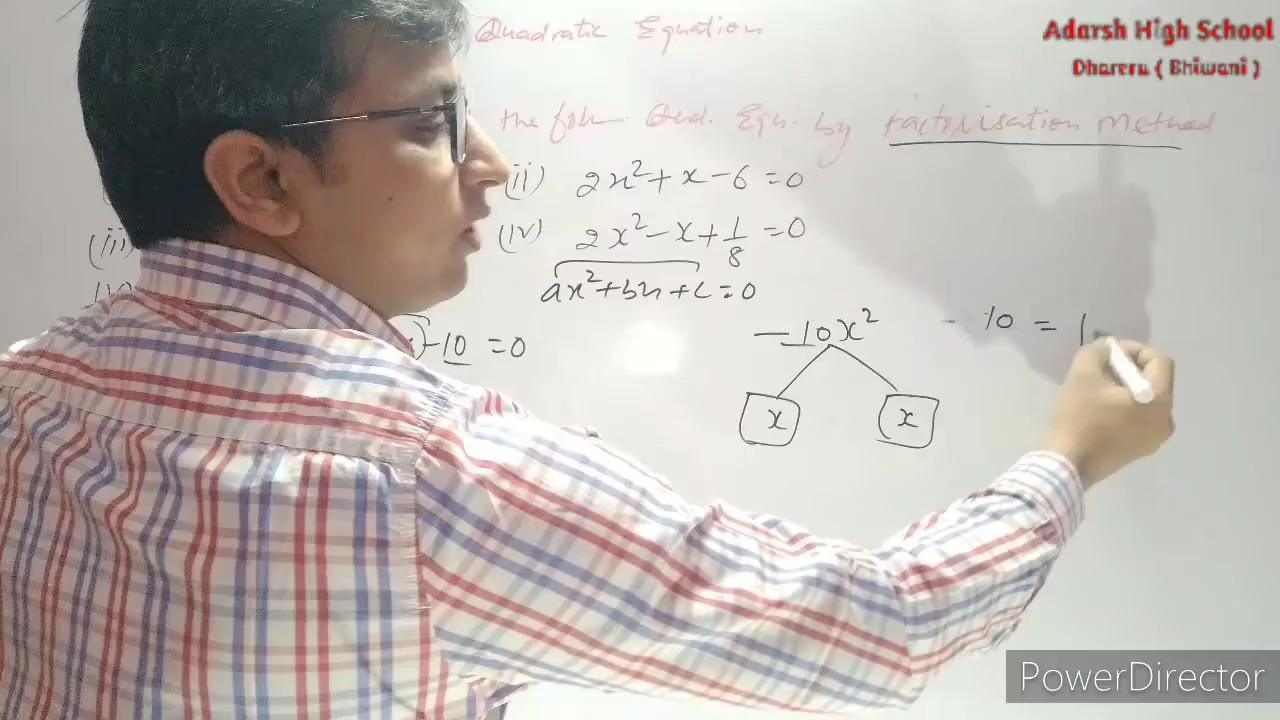 Quadratic Equation
Adarsh High School
Dhareru ( Bhiwani )
the foll. Qud. Eqn. by Factorisation Method
(ii) 2x²+x-6=0
(iii)
(iv) 2x²-x+1/8=0
ax²+bx+c=0
-10=0
-10x²
- 10 =
x x
PowerDirector